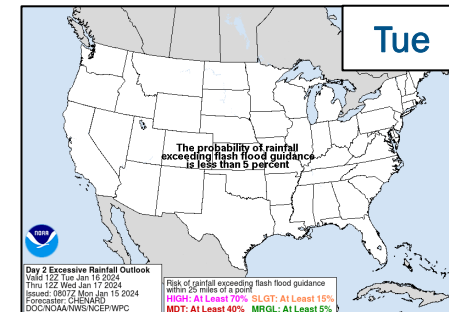 Tue
The probability of rainfall
exceeding flash flood guidance
is less than 5 percent
NOAA
Day 2 Excessive Rainfall Outlook
Valid 12Z Tue Jan 16 2024
Thru 12Z Wed Jan 17 2024
Issued: 0807Z Mon Jan 15 2024
Forecaster: CHENARD
DOC/NOAA/NWS/NCEP/WPC
Risk of rainfall exceeding flash flood guidance
within 25 miles of a point
HIGH: At Least 70% SLGT: At Least 15%
MDT: At Least 40% MRGL: At Least 5%